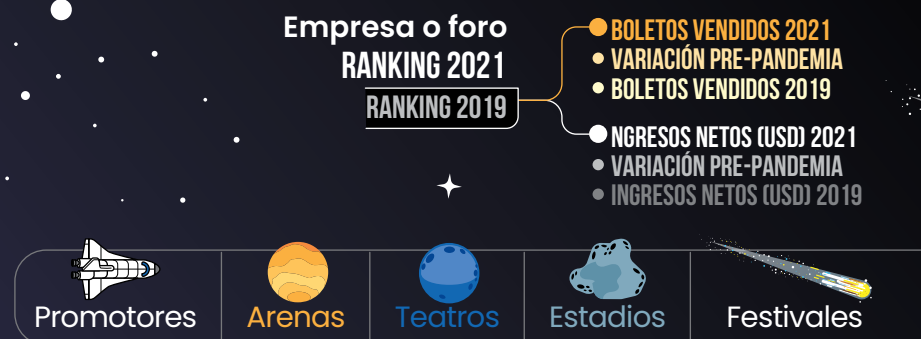 Empresa o foro
RANKING 2021
RANKING 2019
BOLETOS VENDIDOS 2021
VARIACIÓN PRE-PANDEMIA
BOLETOS VENDIDOS 2019
NGRESOS NETOS (USD) 2021
VARIACIÓN PRE-PANDEMIA
INGRESOS NETOS (USD) 2019
Promotores
Arenas
Teatros
Estadios
Festivales